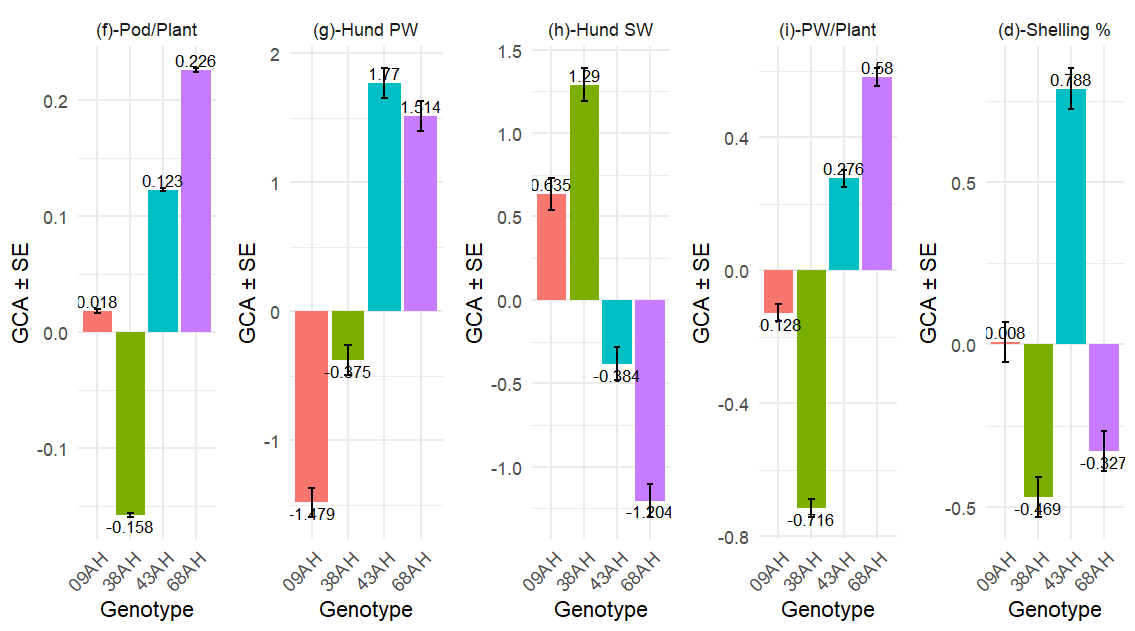 (f)-Pod/Plant
GCA ± SE
0.2
0.1
0.0
-0.1
0.018
-0.158
0.123
0.226
09AH
38AH
43AH
68AH
Genotype
(g)-Hund PW
GCA ± SE
2
1
0
-1
-1.479
-0.375
1.77
1.514
09AH
38AH
43AH
68AH
Genotype
(h)-Hund SW
GCA ± SE
1.5
1.0
0.5
0.0
-0.5
-1.0
0.635
1.29
-0.384
-1.204
09AH
38AH
43AH
68AH
Genotype
(i)-PW/Plant
GCA ± SE
0.4
0.0
-0.4
-0.8
-0.128
-0.716
0.276
0.58
09AH
38AH
43AH
68AH
Genotype
(d)-Shelling %
GCA ± SE
0.5
0.0
-0.5
0.008
-0.469
0.788
-0.327
09AH
38AH
43AH
68AH
Genotype